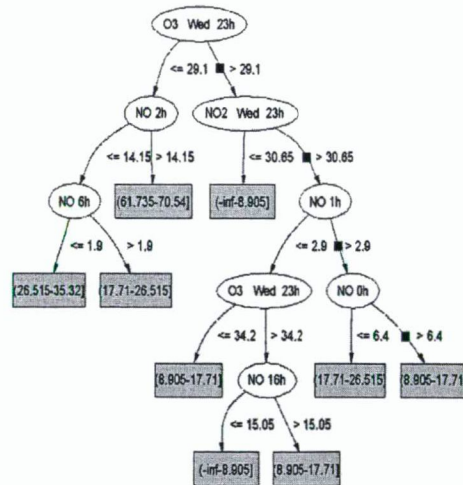 O3 Wed 23h
<= 29.1 > 29.1
NO 2h NO2 Wed 23h
<= 14.15 > 14.15 <= 30.65 > 30.65
NO 6h (61.735-70.54] (-inf-8.905] NO 1h
<= 1.9 > 1.9 <= 2.9 > 2.9
(26.515-35.32] (17.71-26.515] O3 Wed 23h NO 0h
<= 34.2 > 34.2 <= 6.4 > 6.4
(8.905-17.71] NO 16h (17.71-26.515] (8.905-17.71]
<= 15.05 > 15.05
(-inf-8.905] (8.905-17.71]